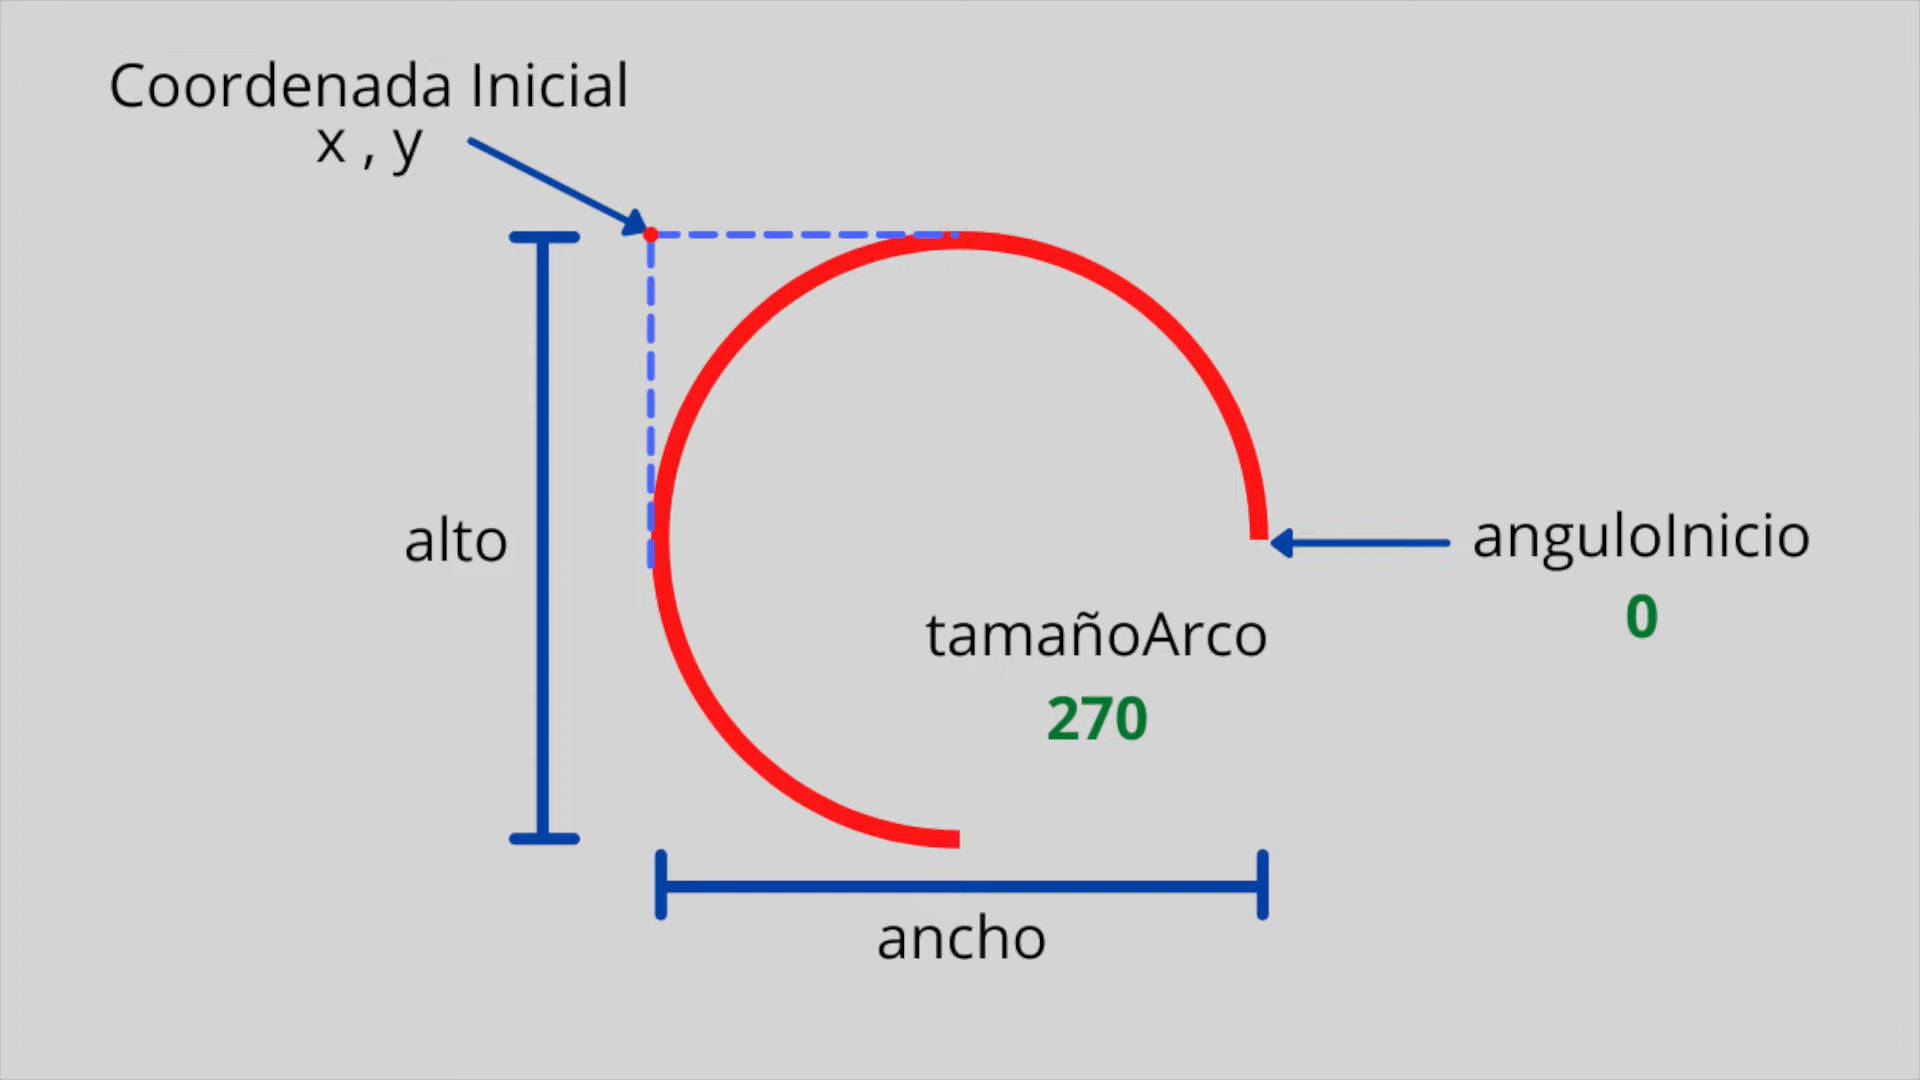 Coordenada Inicial
x , y
alto
anguloInicio
0
tamañoArco
270
ancho